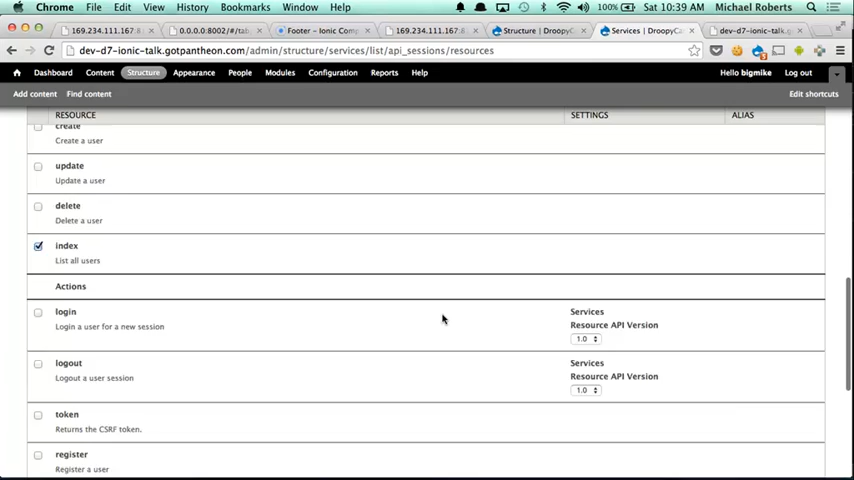 Chrome File Edit View History Bookmarks Window Help 100% Sat 10:39 AM Michael Roberts
169.234.111.167:8 0.0.0.0:8002/#/tab Footer – Ionic Comp 169.234.111.167:8 Structure | DroopyCa Services | DroopyCa dev-d7-ionic-talk.go
dev-d7-ionic-talk.gotpantheon.com/admin/structure/services/list/api_sessions/resources
Dashboard Content Structure Appearance People Modules Configuration Reports Help Hello bigmike Log out
Add content Find content Edit shortcuts
RESOURCE SETTINGS ALIAS
create
Create a user
update
Update a user
delete
Delete a user
index
List all users
Actions
login Services
Login a user for a new session Resource API Version
1.0
logout Services
Logout a user session Resource API Version
1.0
token
Returns the CSRF token.
register
Register a user